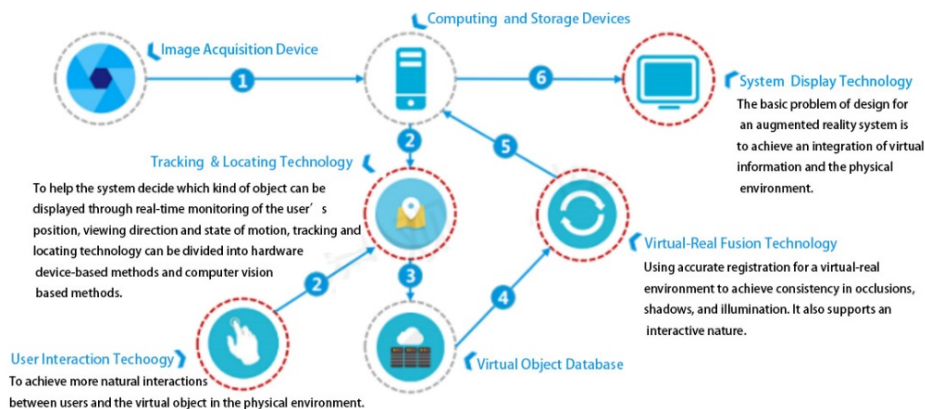 Computing and Storage Devices
Image Acquisition Device
1
6
System Display Technology
The basic problem of design for
an augmented reality system is
to achieve an integration of virtual
information and the physical
environment.
2
5
Tracking & Locating Technology
To help the system decide which kind of object can be
displayed through real-time monitoring of the user's
position, viewing direction and state of motion, tracking and
locating technology can be divided into hardware
device-based methods and computer vision
based methods.
Virtual-Real Fusion Technology
Using accurate registration for a virtual-real
environment to achieve consistency in occlusions,
shadows, and illumination. It also supports an
interactive nature.
2
3
4
User Interaction Techoogy
To achieve more natural interactions
between users and the virtual object in the physical environment.
Virtual Object Database